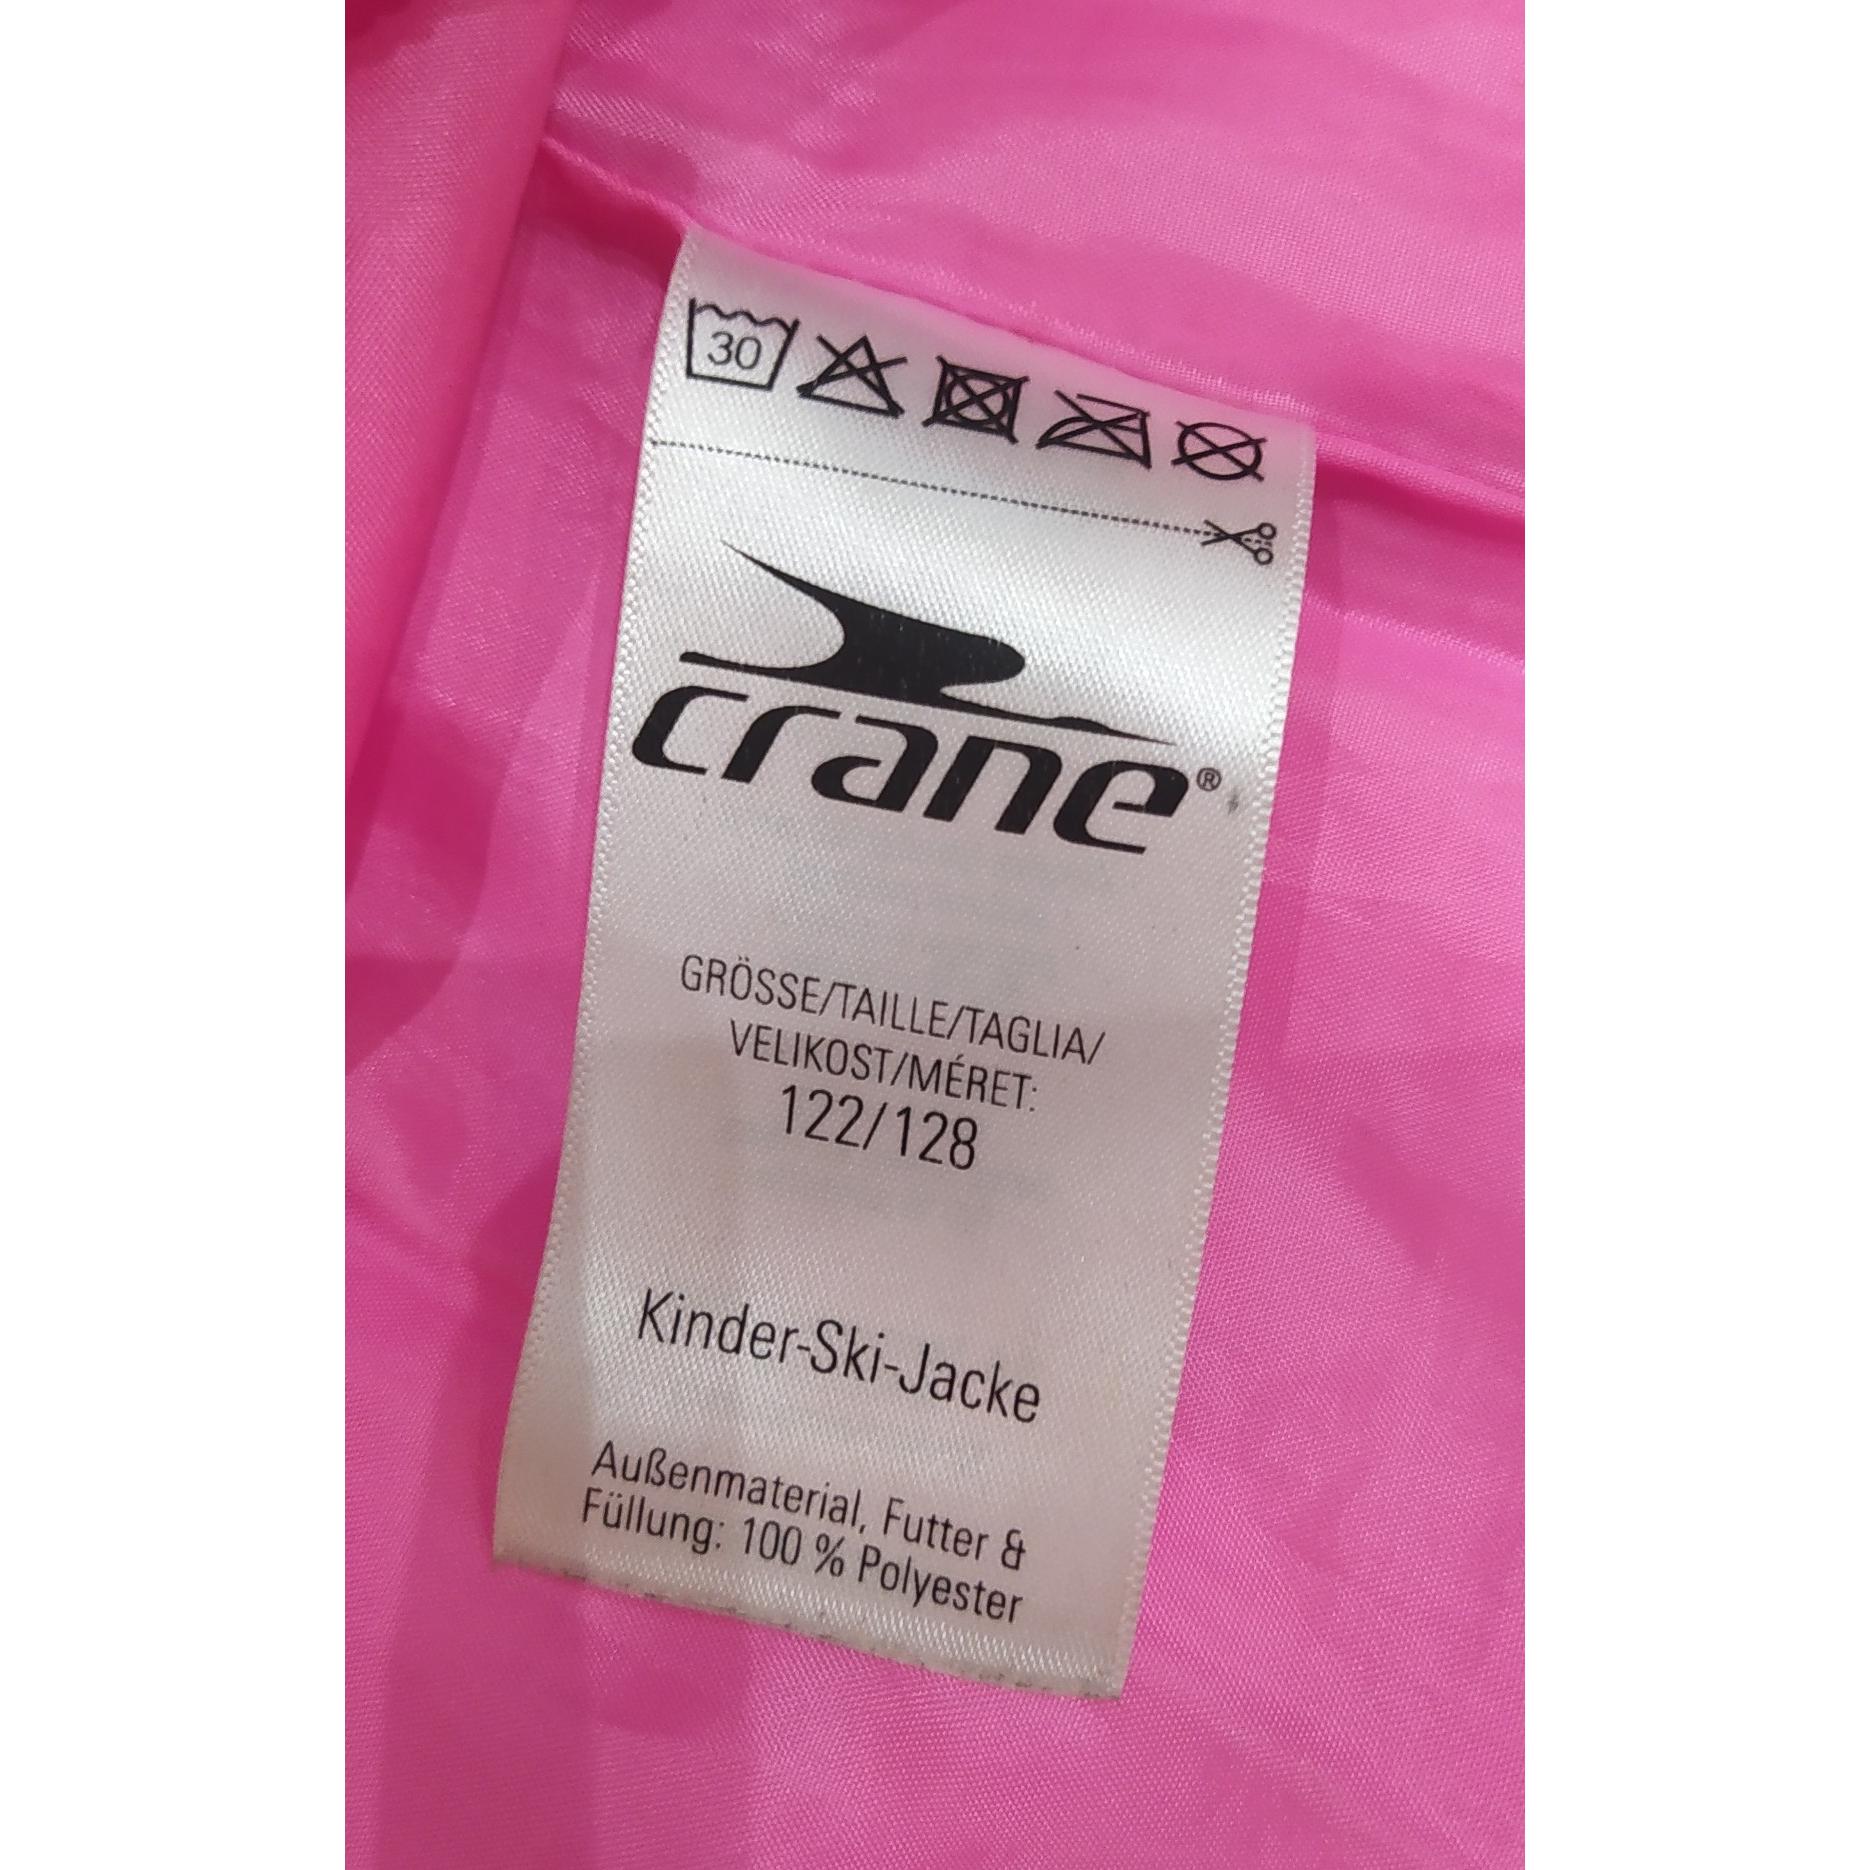 30
crane®
GRÖSSE/TAILLE/TAGLIA/
VELIKOST/MÉRET:
122/128
Kinder-Ski-Jacke
Außenmaterial, Futter &
Füllung: 100 % Polyester